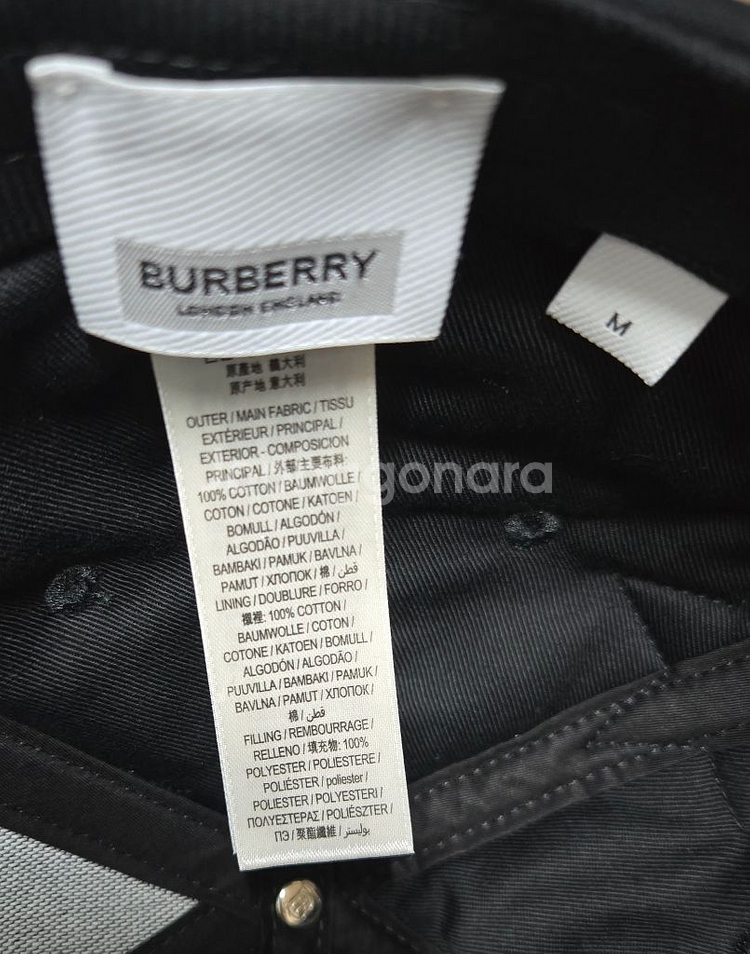 BURBERRY
LONDON ENGLAND
M
原產地 義大利
原产地 意大利
OUTER / MAIN FABRIC / TISSU
EXTÉRIEUR / PRINCIPAL /
EXTERIOR - COMPOSICION
PRINCIPAL / 外部/主要布料:
100% COTTON / BAUMWOLLE /
COTON / COTONE / KATOEN /
BOMULL / ALGODÓN /
ALGODÃO / PUUVILLA /
BAMBAKI / PAMUK / BAVLNA /
PAMUT / ХЛОПОК / 棉 / قطن /
LINING / DOUBLURE / FORRO /
襯裡: 100% COTTON /
BAUMWOLLE / COTON /
COTONE / KATOEN / BOMULL /
ALGODÓN / ALGODÃO /
PUUVILLA / BAMBAKI / PAMUK /
BAVLNA / PAMUT / ХЛОПОК /
棉 / قطن /
FILLING / REMBOURRAGE /
RELLENO / 填充物: 100%
POLYESTER / POLIESTERE /
POLIÉSTER / poliester /
POLIESTER / POLYESTERI /
ΠΟΛΥΕΣΤΕΡΑΣ / POLIÉSZTER /
ПЭ / 聚酯纖維 / بوليستر /
gonara